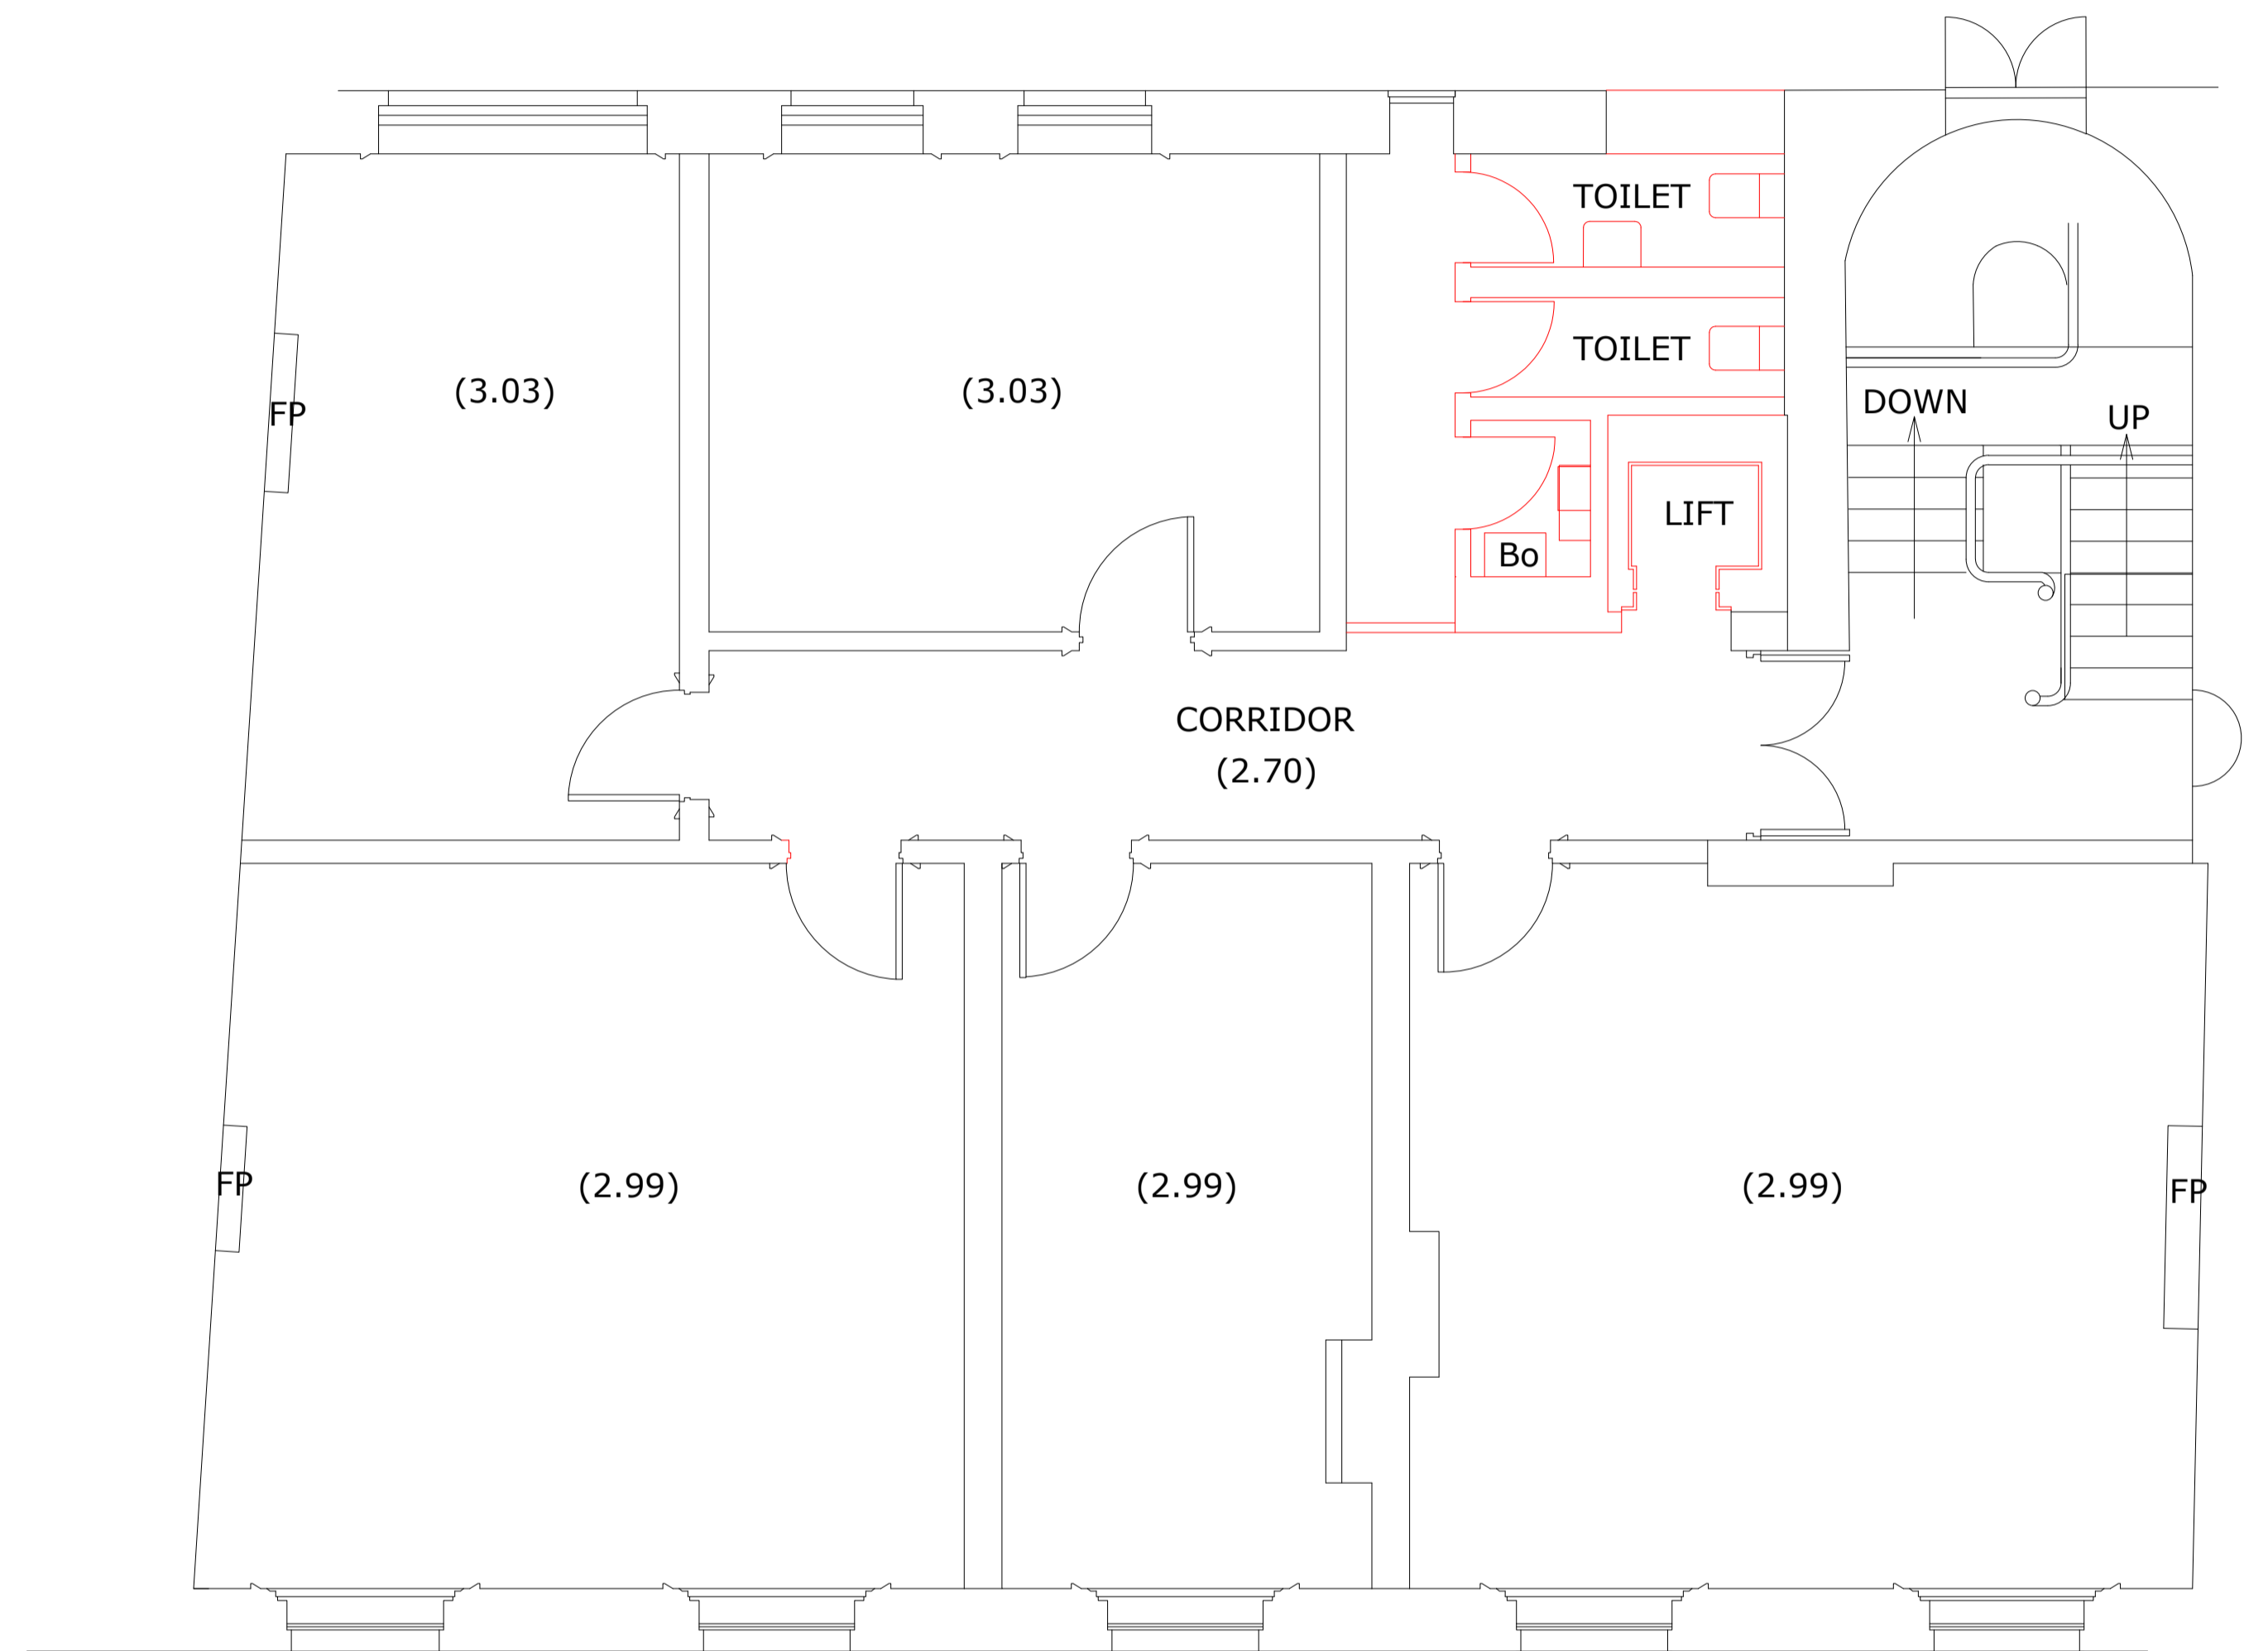 TOILET
TOILET
(3.03)
(3.03)
FP
DOWN
UP
LIFT
Bo
CORRIDOR
(2.70)
FP
(2.99)
(2.99)
(2.99)
FP